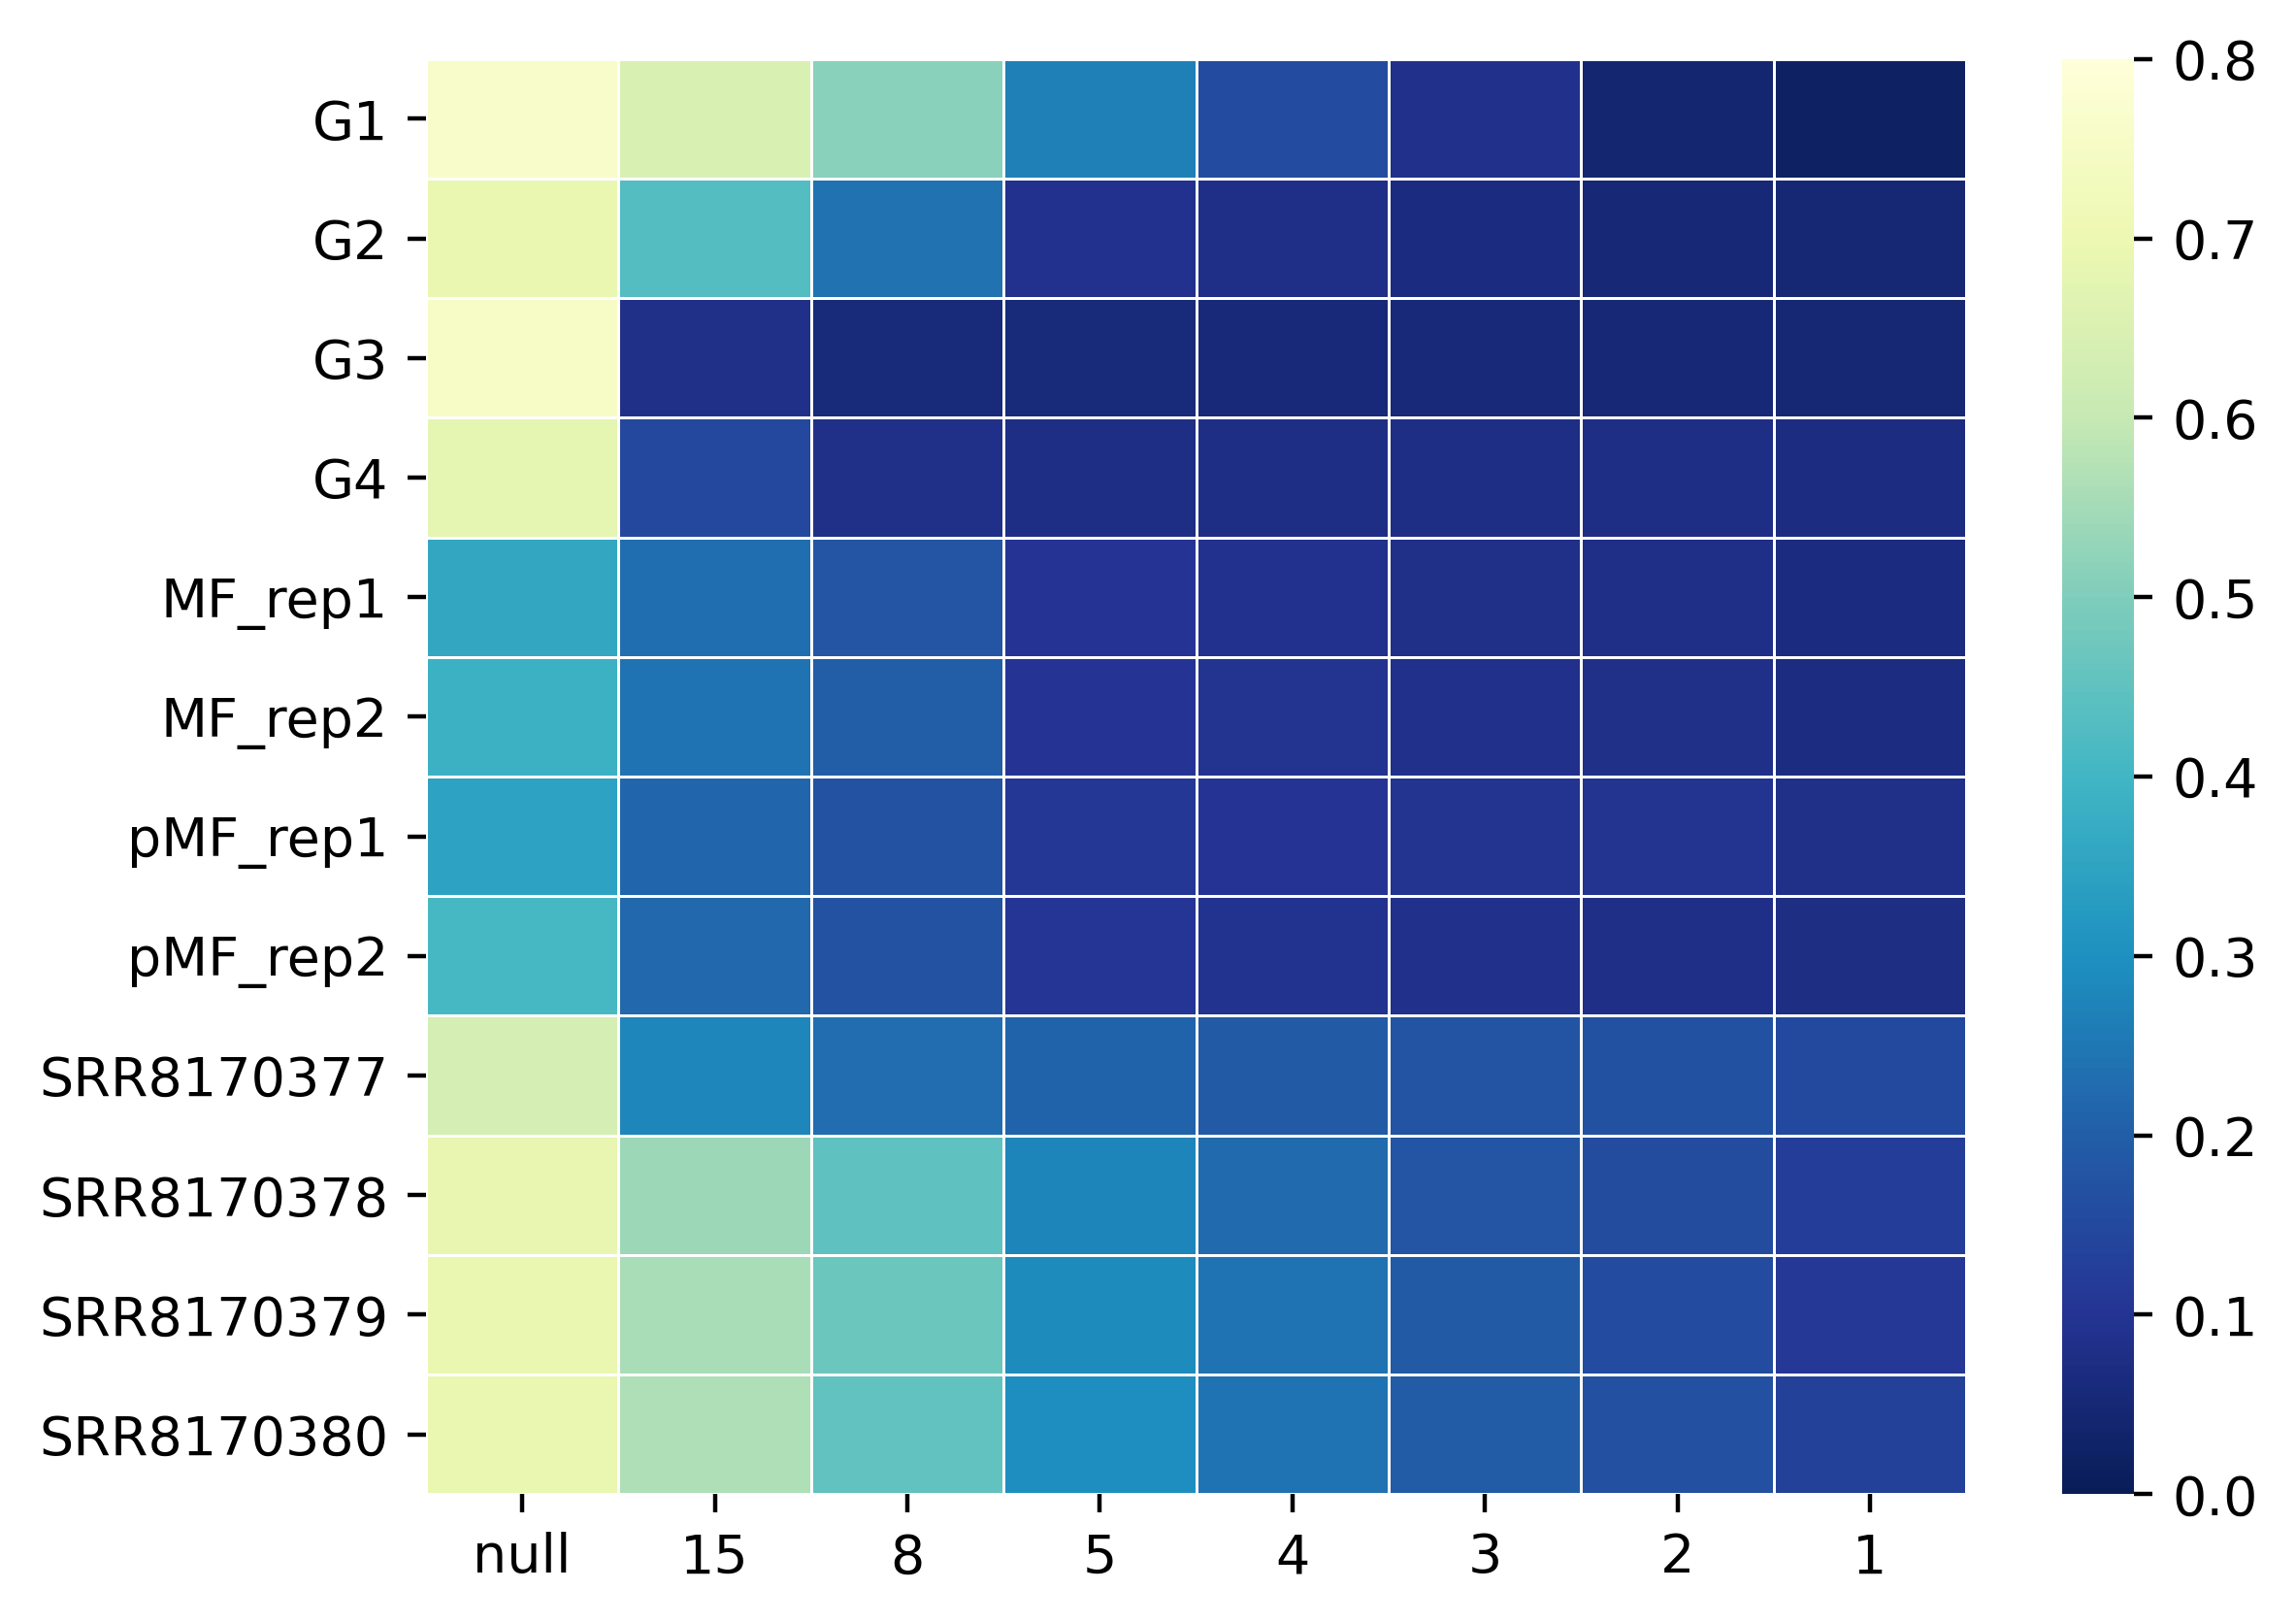 G1
G2
G3
G4
MF_rep1
MF_rep2
pMF_rep1
pMF_rep2
SRR8170377
SRR8170378
SRR8170379
SRR8170380
null 15 8 5 4 3 2 1
0.8
0.7
0.6
0.5
0.4
0.3
0.2
0.1
0.0